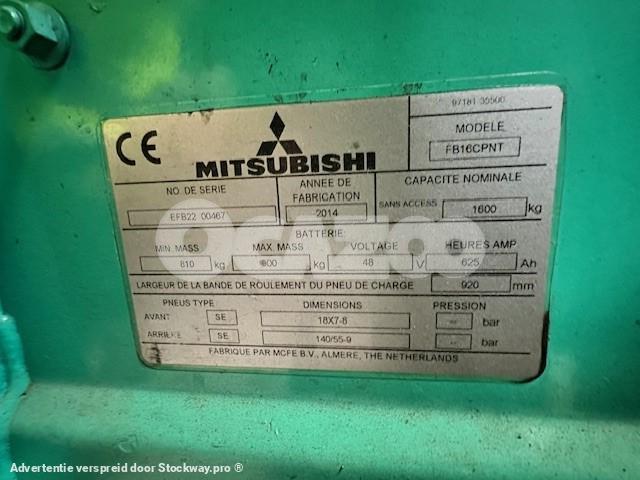 97181 35500
MODELE
FB16CPNT
CE
MITSUBISHI
NO. DE SERIE
EFB22 00467
ANNEE DE FABRICATION
2014
CAPACITE NOMINALE
SANS ACCESS 1600 kg
BATTERIE:
MIN. MASS MAX. MASS VOLTAGE HEURES AMP
810 kg kg 48 V 625 Ah
LARGEUR DE LA BANDE DE ROULEMENT DU PNEU DE CHARGE 920 mm
PNEUS TYPE DIMENSIONS PRESSION
AVANT SE 18X7-8 -- bar
ARRIERE SE 140/55-9 -- bar
FABRIQUE PAR MCFE B.V., ALMERE, THE NETHERLANDS
OCAZOO
Advertentie verspreid door Stockway.pro ®